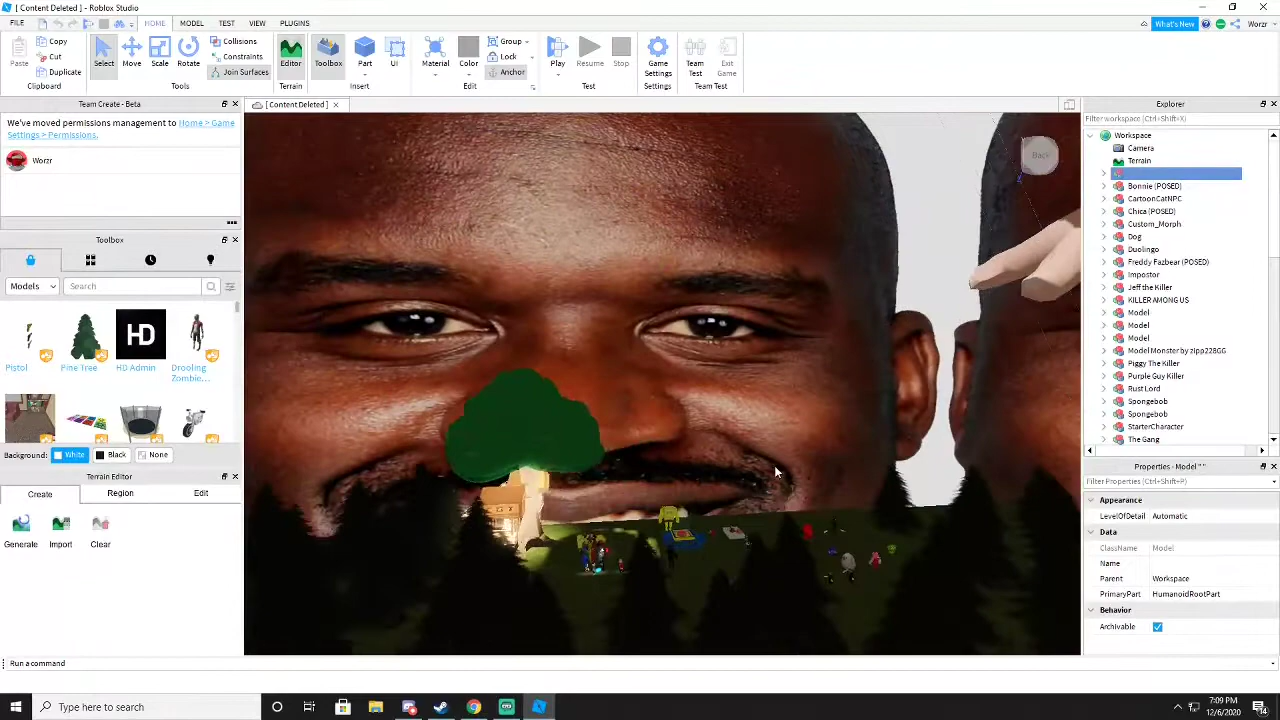 [ Content Deleted ] - Roblox Studio
FILE HOME MODEL TEST VIEW PLUGINS What's New Worzr
Paste Copy Cut Duplicate Clipboard
Select Move Scale Rotate Collisions Constraints Join Surfaces Tools
Editor Terrain
Toolbox Part UI Insert
Material Color Group Lock Anchor Edit
Play Resume Stop Test
Game Settings Settings
Team Test Exit Game Team Test
Team Create - Beta
We've moved permissions management to Home > Game
Settings > Permissions.
Worzr
Toolbox
Models Search
HD
Pistol Pine Tree HD Admin Drooling Zombie...
Background: White Black None
Terrain Editor
Create Region Edit
Generate Import Clear
[ Content Deleted ]
Back
Explorer
Filter workspace (Ctrl+Shift+X)
Workspace
Camera
Terrain
Bonnie (POSED)
CartoonCatNPC
Chica (POSED)
Custom_Morph
Dog
Duolingo
Freddy Fazbear (POSED)
Impostor
Jeff the Killer
KILLER AMONG US
Model
Model
Model
Model Monster by zipp228GG
Piggy The Killer
Purple Guy Killer
Rust Lord
Spongebob
Spongebob
StarterCharacter
The Gang
Properties - Model " "
Filter Properties (Ctrl+Shift+P)
Appearance
LevelOfDetail Automatic
Data
ClassName Model
Name
Parent Workspace
PrimaryPart HumanoidRootPart
Behavior
Archivable
Run a command
Type here to search
7:09 PM
12/6/2020